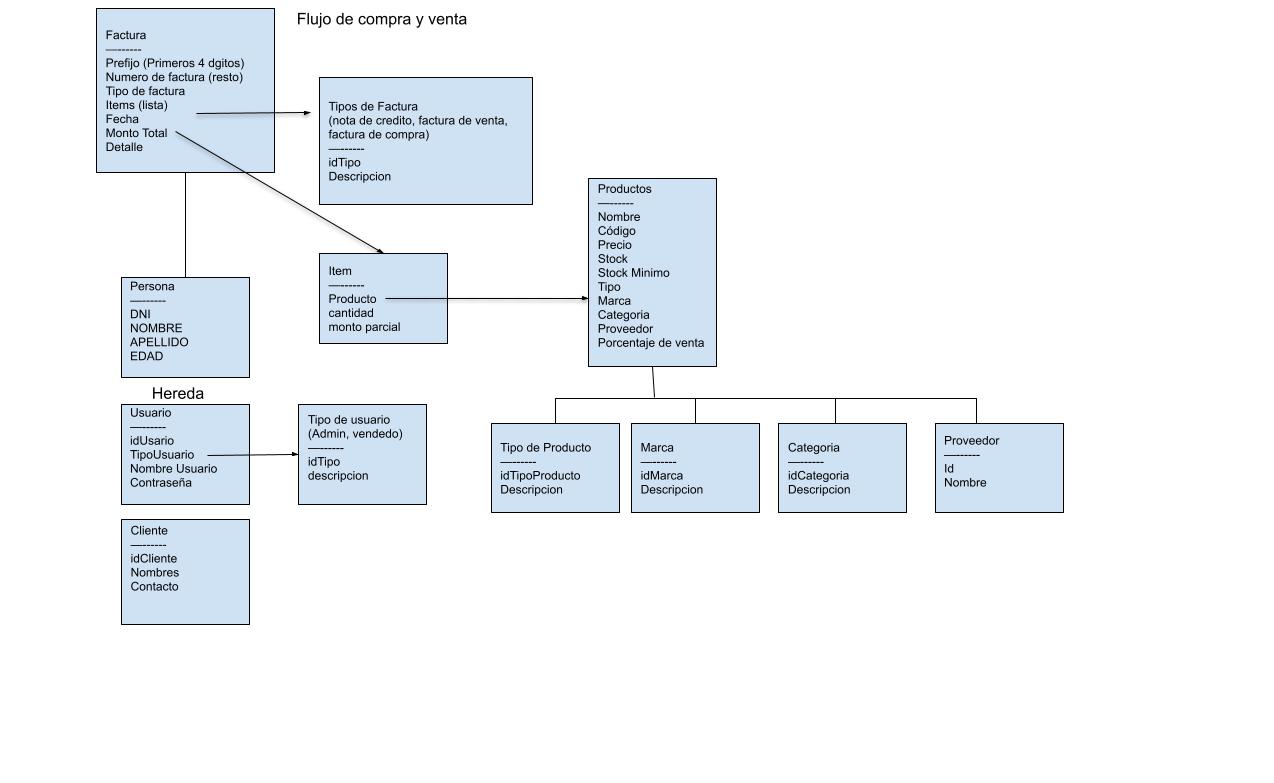 Flujo de compra y venta
Factura
—------
Prefijo (Primeros 4 dgitos)
Numero de factura (resto)
Tipo de factura
Items (lista)
Fecha
Monto Total
Detalle
Tipos de Factura
(nota de credito, factura de venta,
factura de compra)
—------
idTipo
Descripcion
Productos
—------
Nombre
Código
Precio
Stock
Stock Minimo
Tipo
Marca
Categoria
Proveedor
Porcentaje de venta
Item
—------
Producto
cantidad
monto parcial
Persona
—------
DNI
NOMBRE
APELLIDO
EDAD
Hereda
Usuario
—------
idUsario
TipoUsuario
Nombre Usuario
Contraseña
Tipo de usuario
(Admin, vendedo)
—------
idTipo
descripcion
Tipo de Producto
—------
idTipoProducto
Descripcion
Marca
—------
idMarca
Descripcion
Categoria
—------
idCategoria
Descripcion
Proveedor
—------
Id
Nombre
Cliente
—------
idCliente
Nombres
Contacto